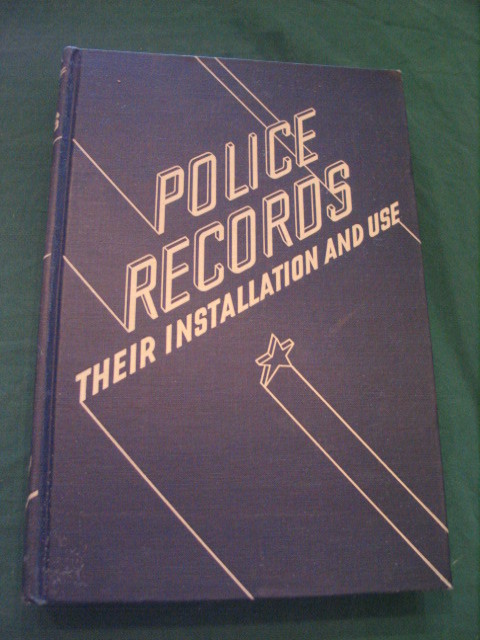 POLICE
RECORDS
THEIR INSTALLATION AND USE